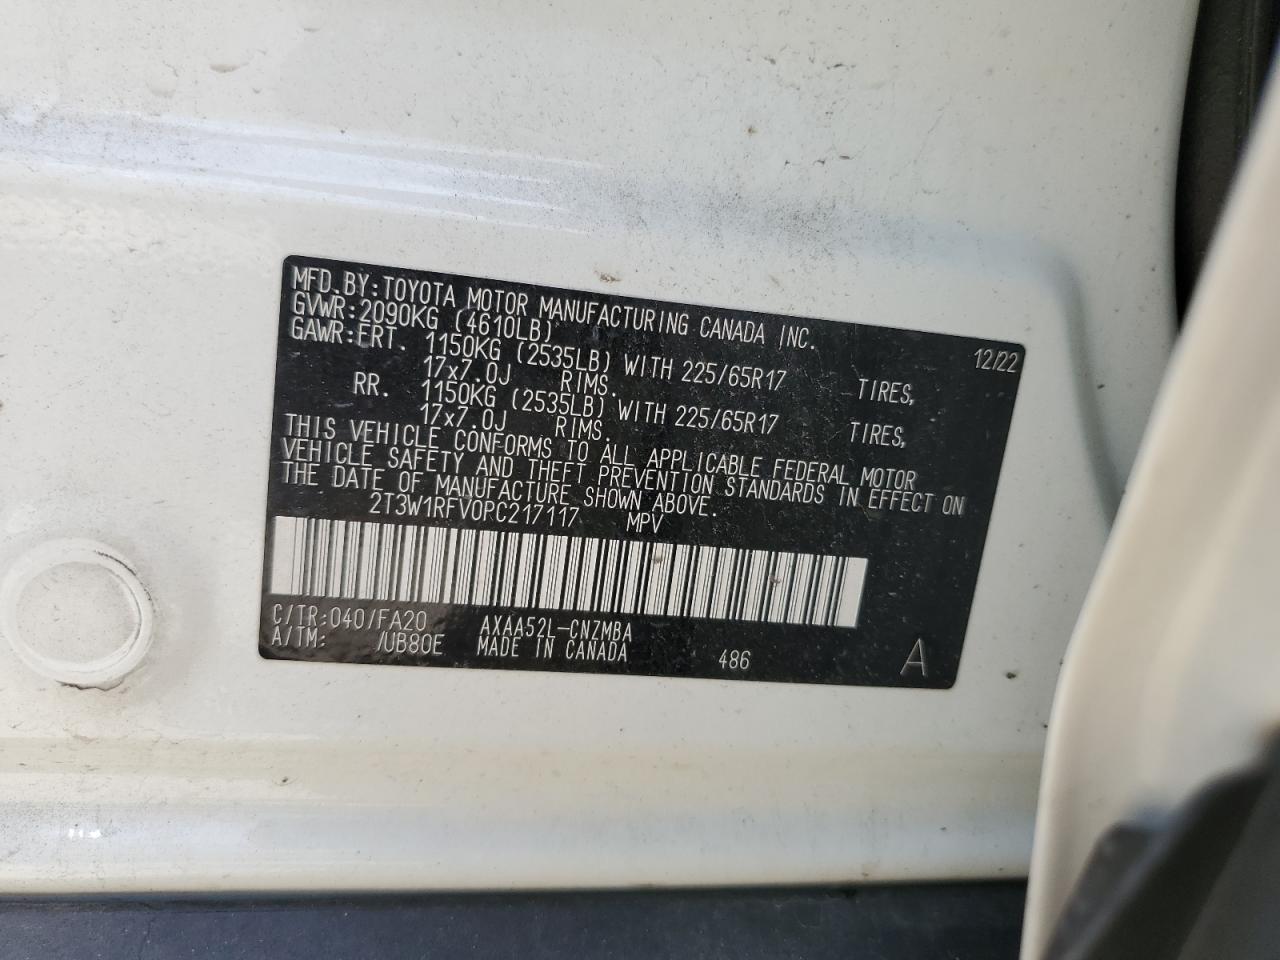 MFD.BY:TOYOTA MOTOR MANUFACTURING CANADA INC. 12/22
GVWR:2090KG (4610LB)
GAWR:FRT. 1150KG (2535LB) WITH 225/65R17 TIRES,
17x7.0J RIMS.
RR. 1150KG (2535LB) WITH 225/65R17 TIRES,
17x7.0J RIMS.
THIS VEHICLE CONFORMS TO ALL APPLICABLE FEDERAL MOTOR
VEHICLE SAFETY AND THEFT PREVENTION STANDARDS IN EFFECT ON
THE DATE OF MANUFACTURE SHOWN ABOVE.
2T3W1RFV0PC217117 MPV
C/TR:040/FA20 AXAA52L-CNZMBA
A/TM: /UB80E MADE IN CANADA 486 A